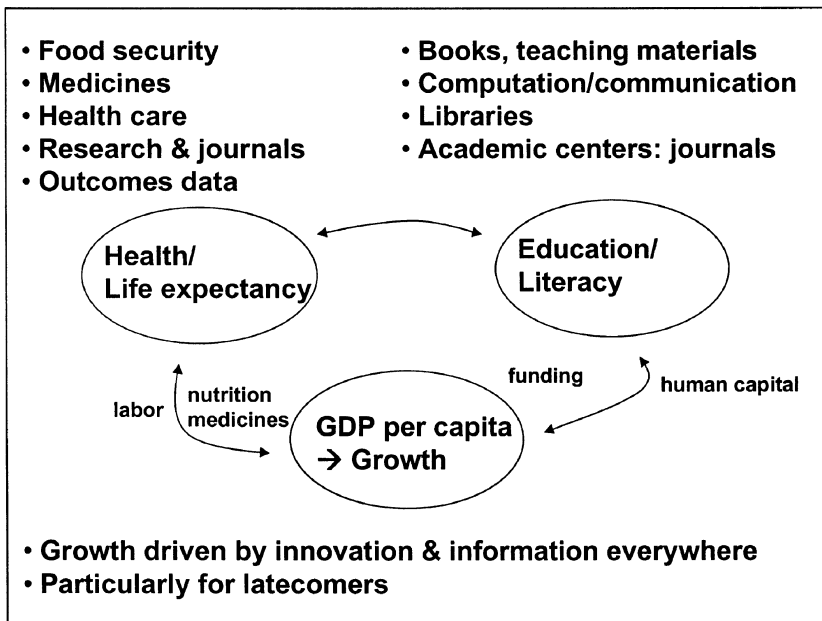 • Food security
• Medicines
• Health care
• Research & journals
• Outcomes data
• Books, teaching materials
• Computation/communication
• Libraries
• Academic centers: journals
Health/
Life expectancy
Education/
Literacy
labor
nutrition
medicines
funding
human capital
GDP per capita
→ Growth
• Growth driven by innovation & information everywhere
• Particularly for latecomers